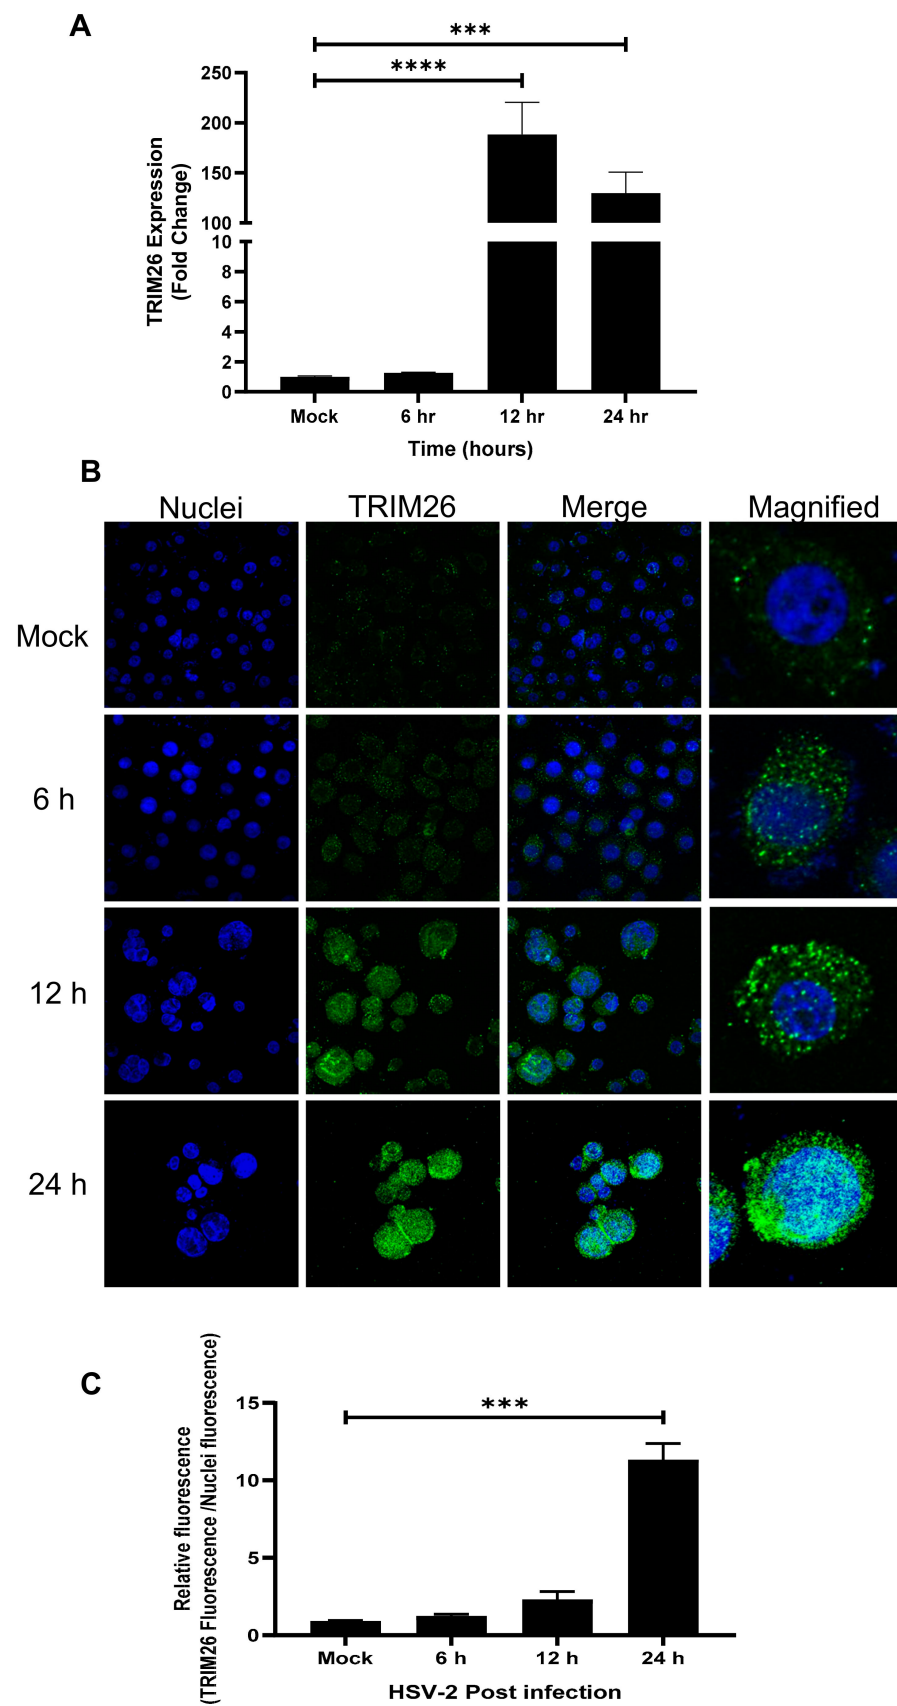 A
***
****
250
200
150
100
10
8
6
4
2
0
TRIM26 Expression
(Fold Change)
Mock 6 hr 12 hr 24 hr
Time (hours)
B
Nuclei TRIM26 Merge Magnified
Mock
6 h
12 h
24 h
C
***
15
10
5
0
Relative fluorescence
(TRIM26 Fluorescence /Nuclei fluorescence)
Mock 6 h 12 h 24 h
HSV-2 Post infection